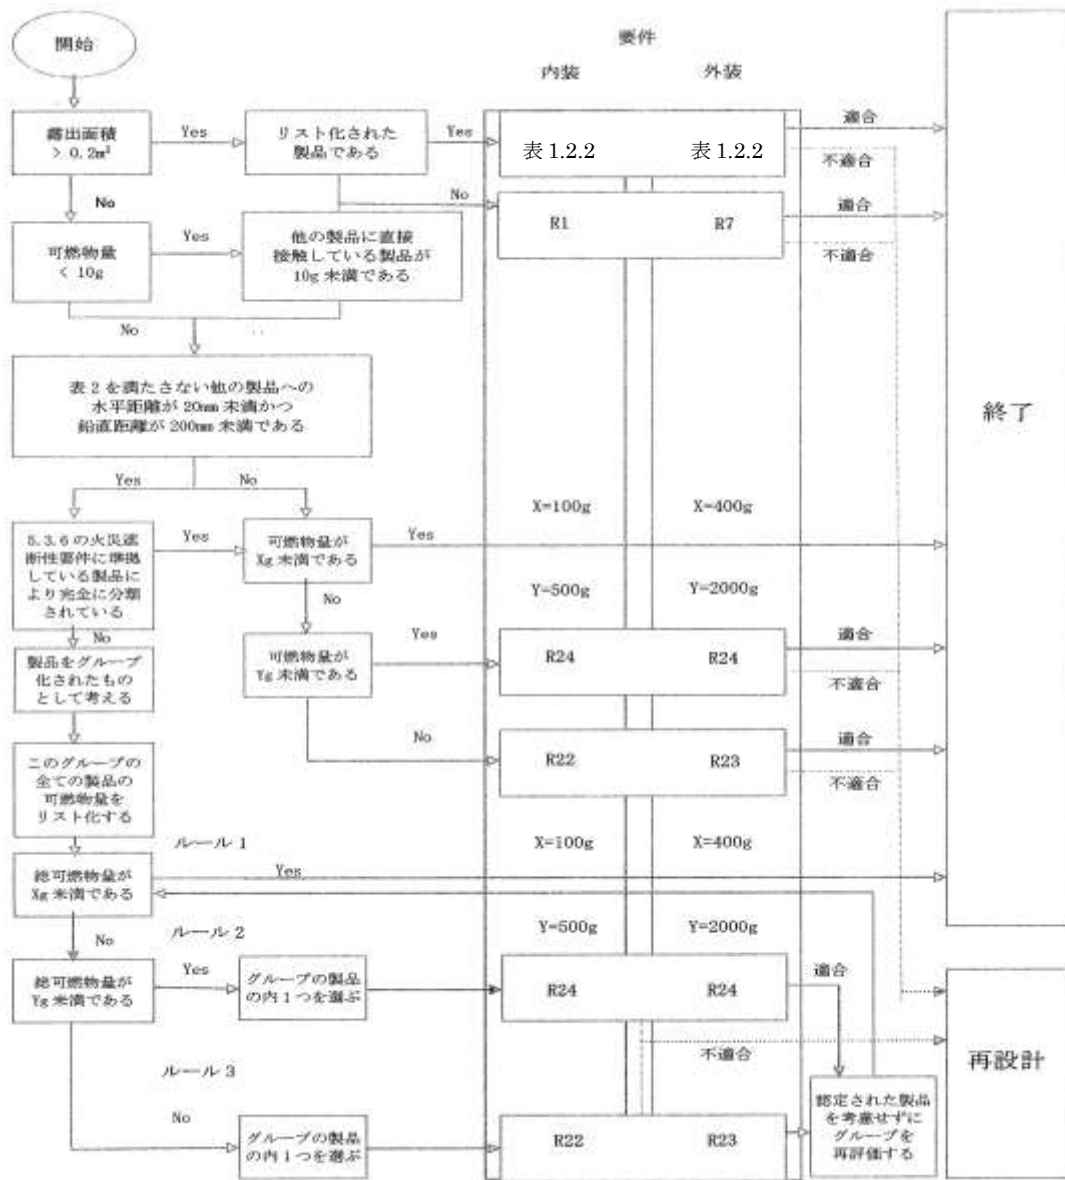 開始
要件
内装
外装
露出面積
> 0.2m²
Yes
リスト化された
製品である
Yes
表 1.2.2
表 1.2.2
適合
不適合
No
No
R1
R7
適合
不適合
可燃物量
< 10g
Yes
他の製品に直接
接触している製品が
10g 未満である
No
表 2 を満たさない他の製品への
水平距離が 20mm 未満かつ
鉛直距離が 200mm 未満である
終了
Yes
No
X=100g
X=400g
5.3.6 の火災遮
断性要件に準拠
している製品に
より完全に分類
されている
Yes
可燃物量が
Xg 未満である
Yes
Y=500g
Y=2000g
No
No
製品をグループ
化されたもの
として考える
可燃物量が
Yg 未満である
Yes
R24
R24
適合
不適合
No
R22
R23
適合
不適合
このグループの
全ての製品の
可燃物量を
リスト化する
ルール 1
X=100g
X=400g
総可燃物量が
Xg 未満である
Yes
No
ルール 2
Y=500g
Y=2000g
総可燃物量が
Yg 未満である
Yes
グループの製品
の内 1 つを選ぶ
R24
R24
適合
不適合
再設計
ルール 3
No
グループの製品
の内 1 つを選ぶ
R22
R23
認定された製品
を考慮せずに
グループを
再評価する